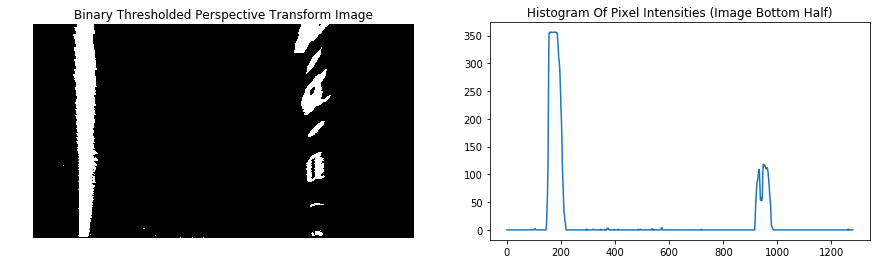 Binary Thresholded Perspective Transform Image
Histogram Of Pixel Intensities (Image Bottom Half)
350
300
250
200
150
100
50
0
0 200 400 600 800 1000 1200